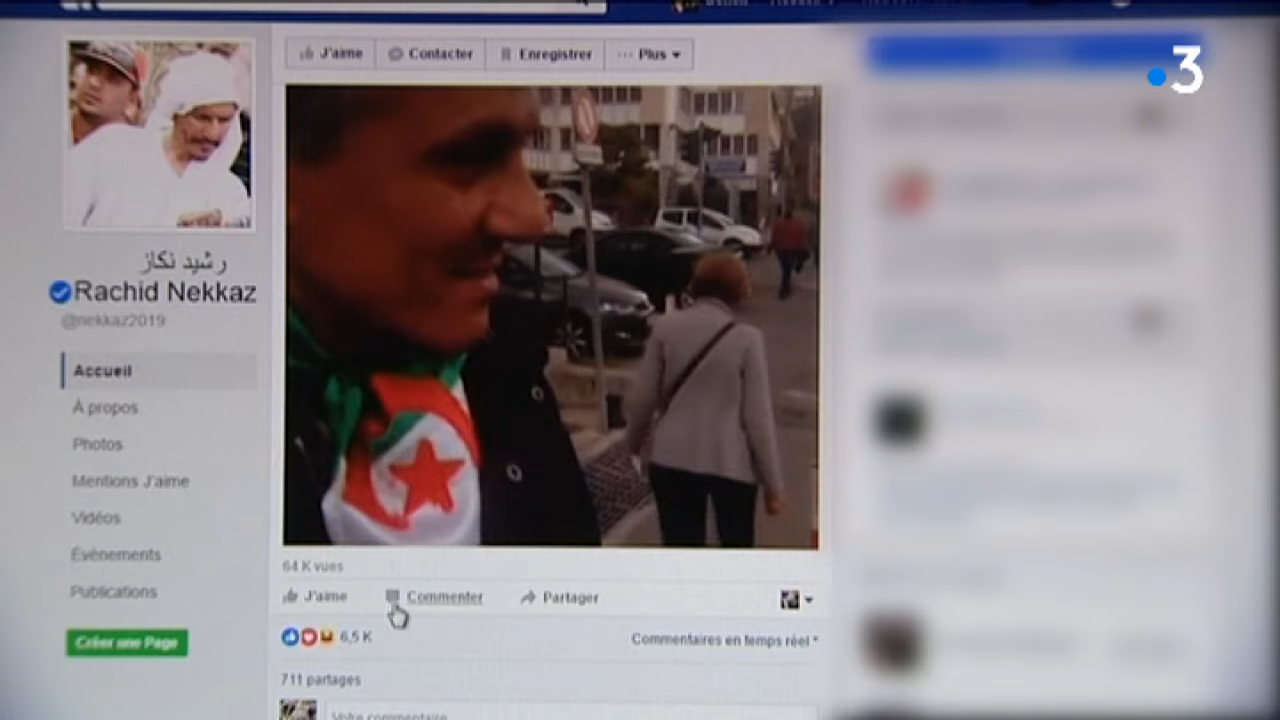 J'aime
Contacter
Enregistrer
Plus
3
رشيد نكاز
Rachid Nekkaz
@nekkaz2019
Accueil
À propos
Photos
Mentions J'aime
Vidéos
Évènements
Publications
Créer une Page
64 K vues
J'aime
Commenter
Partager
6,5 K
Commentaires en temps réel
711 partages
Votre commentaire